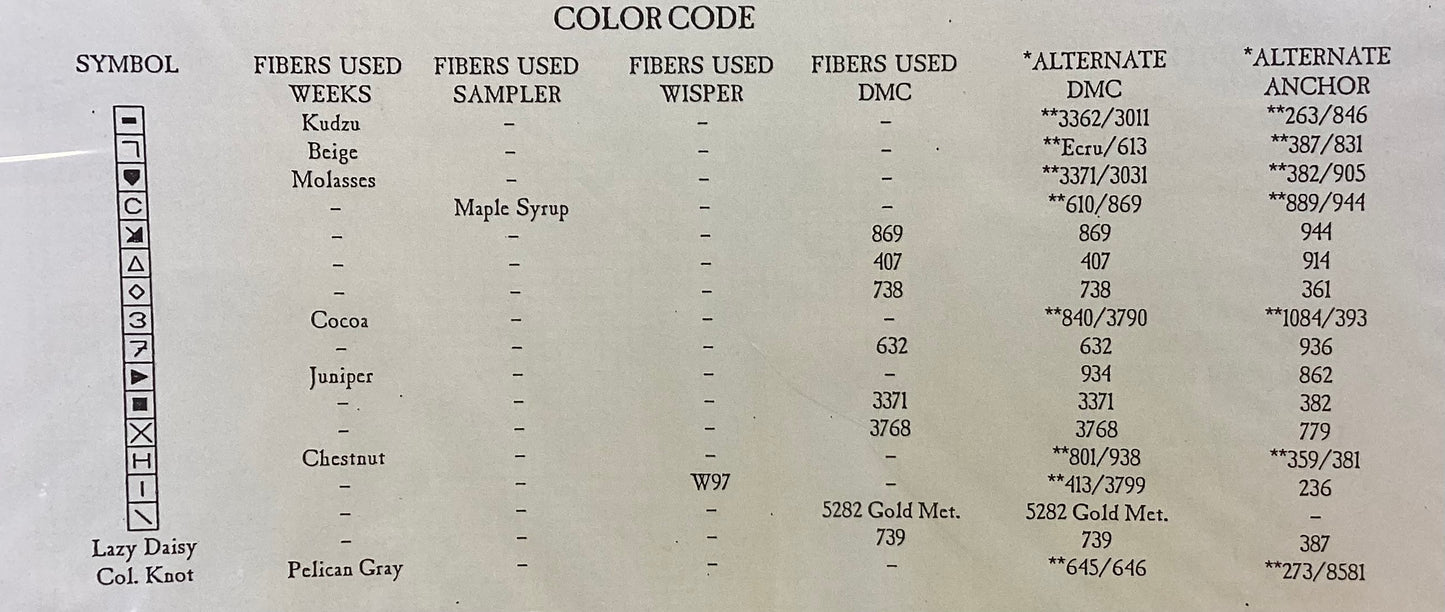 COLOR CODE
SYMBOL FIBERS USED WEEKS FIBERS USED SAMPLER FIBERS USED WISPER FIBERS USED DMC *ALTERNATE DMC *ALTERNATE ANCHOR
Kudzu – – – **3362/3011 **263/846
Beige – – – **Ecru/613 **387/831
Molasses – – – **3371/3031 **382/905
C – Maple Syrup – – **610/869 **889/944
– – – 869 869 944
△ – – – 407 407 914
◇ – – – 738 738 361
3 Cocoa – – – **840/3790 **1084/393
7 – – – 632 632 936
▶ Juniper – – – 934 862
■ – – – 3371 3371 382
X – – – 3768 3768 779
H Chestnut – – – **801/938 **359/381
I – – W97 – **413/3799 236
\ – – – 5282 Gold Met. 5282 Gold Met. –
Lazy Daisy – – – 739 739 387
Col. Knot Pelican Gray – – – **645/646 **273/8581